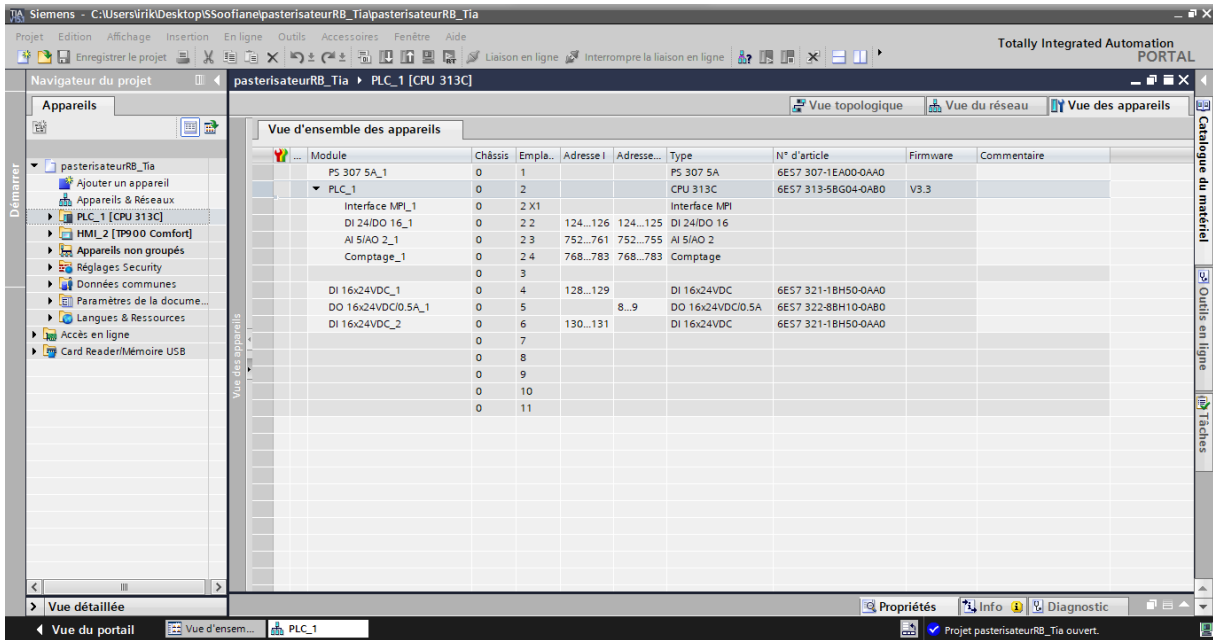 Siemens - C:\Users\irik\Desktop\SSoofiane\pasterisateurRB_Tia\pasterisateurRB_Tia
Projet Edition Affichage Insertion En ligne Outils Accessoires Fenêtre Aide
Totally Integrated Automation
PORTAL
Enregistrer le projet Liaison en ligne Interrompre la liaison en ligne
Navigateur du projet
pasterisateurRB_Tia PLC_1 [CPU 313C]
Appareils
Vue topologique Vue du réseau Vue des appareils
Vue d'ensemble des appareils
... Module Châssis Empla.. Adresse I Adresse... Type N° d'article Firmware Commentaire
PS 307 5A_1 0 1 PS 307 5A 6ES7 307-1EA00-0AA0
PLC_1 0 2 CPU 313C 6ES7 313-5BG04-0AB0 V3.3
Interface MPI_1 0 2 X1 Interface MPI
DI 24/DO 16_1 0 2 2 124...126 124...125 DI 24/DO 16
AI 5/AO 2_1 0 2 3 752...761 752...755 AI 5/AO 2
Comptage_1 0 2 4 768...783 768...783 Comptage
0 3
DI 16x24VDC_1 0 4 128...129 DI 16x24VDC 6ES7 321-1BH50-0AA0
DO 16x24VDC/0.5A_1 0 5 8...9 DO 16x24VDC/0.5A 6ES7 322-8BH10-0AB0
DI 16x24VDC_2 0 6 130...131 DI 16x24VDC 6ES7 321-1BH50-0AA0
0 7
0 8
0 9
0 10
0 11
pasterisateurRB_Tia
Ajouter un appareil
Appareils & Réseaux
PLC_1 [CPU 313C]
HMI_2 [TP900 Comfort]
Appareils non groupés
Réglages Security
Données communes
Paramètres de la docume...
Langues & Ressources
Accès en ligne
Card Reader/Mémoire USB
Démarrer
Vue des appareils
Catalogue du matériel
Outils en ligne
Tâches
Vue détaillée
Propriétés Info Diagnostic
Vue du portail Vue d'ensem... PLC_1 Projet pasterisateurRB_Tia ouvert.